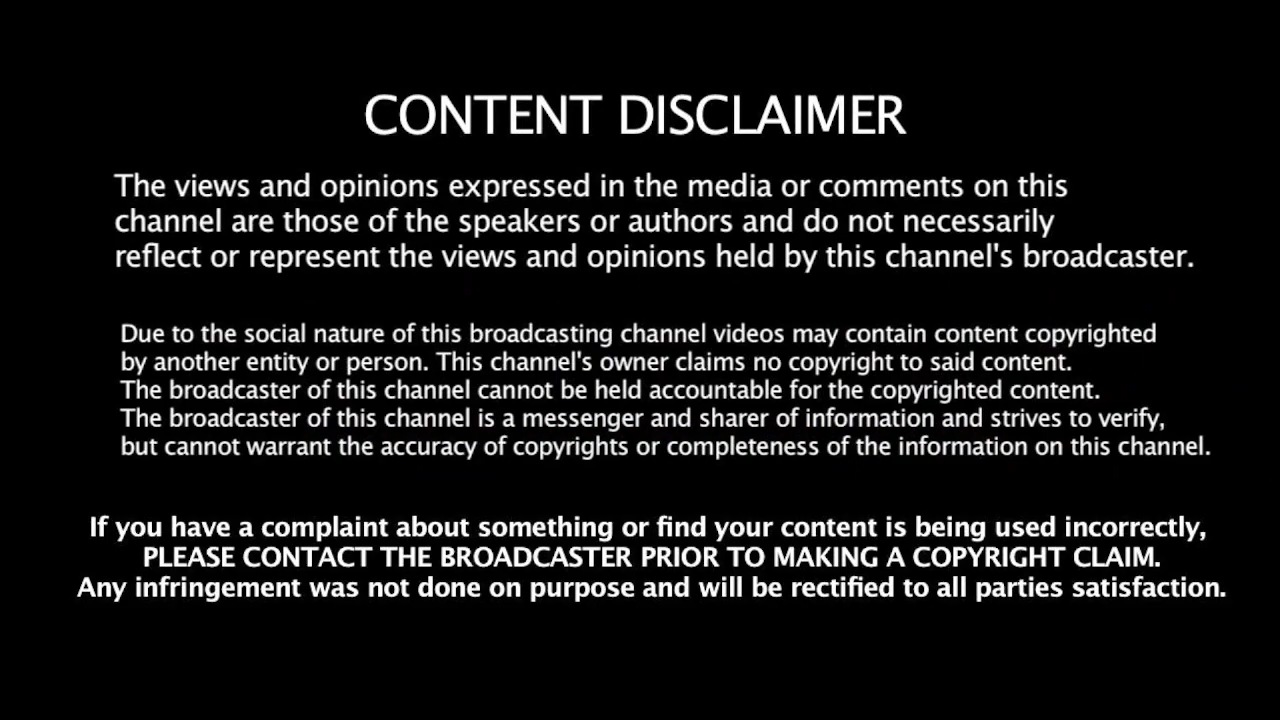 CONTENT DISCLAIMER
The views and opinions expressed in the media or comments on this
channel are those of the speakers or authors and do not necessarily
reflect or represent the views and opinions held by this channel's broadcaster.
Due to the social nature of this broadcasting channel videos may contain content copyrighted
by another entity or person. This channel's owner claims no copyright to said content.
The broadcaster of this channel cannot be held accountable for the copyrighted content.
The broadcaster of this channel is a messenger and sharer of information and strives to verify,
but cannot warrant the accuracy of copyrights or completeness of the information on this channel.
If you have a complaint about something or find your content is being used incorrectly,
PLEASE CONTACT THE BROADCASTER PRIOR TO MAKING A COPYRIGHT CLAIM.
Any infringement was not done on purpose and will be rectified to all parties satisfaction.